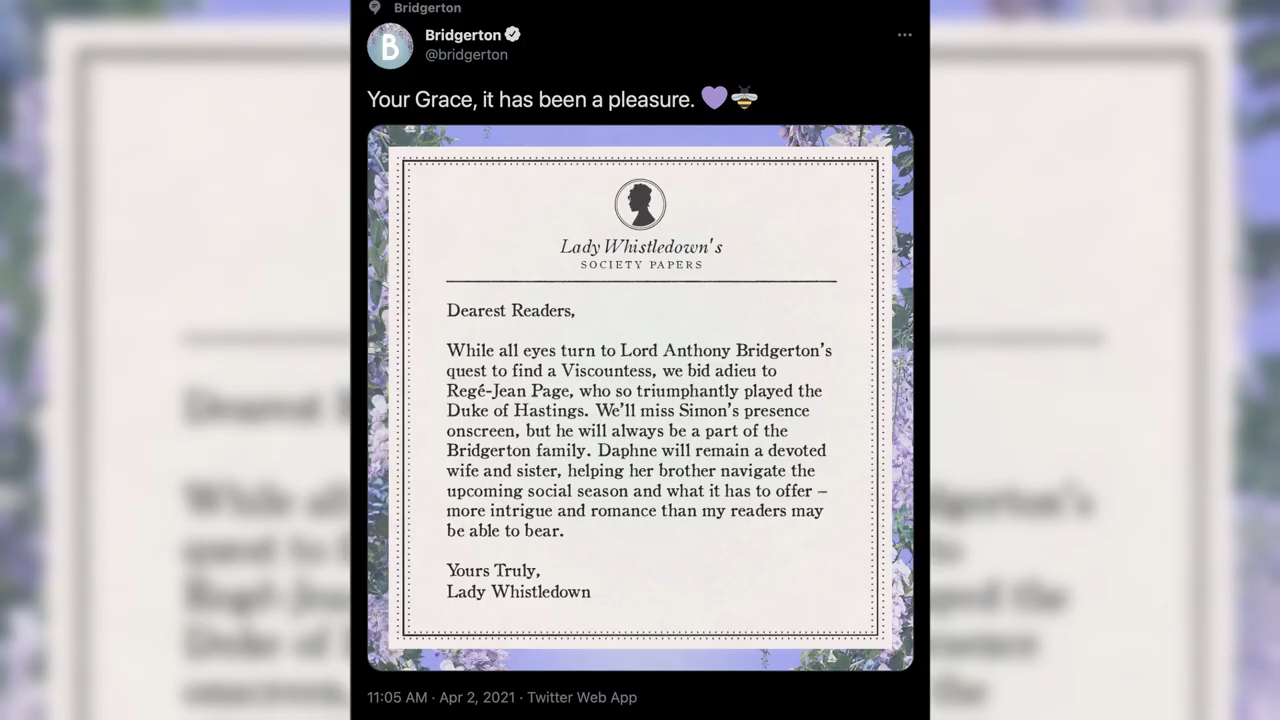 Bridgerton
Bridgerton
@bridgerton
Your Grace, it has been a pleasure. 💜🐝
Lady Whistledown's
SOCIETY PAPERS
Dearest Readers,
While all eyes turn to Lord Anthony Bridgerton's
quest to find a Viscountess, we bid adieu to
Regé-Jean Page, who so triumphantly played the
Duke of Hastings. We'll miss Simon's presence
onscreen, but he will always be a part of the
Bridgerton family. Daphne will remain a devoted
wife and sister, helping her brother navigate the
upcoming social season and what it has to offer –
more intrigue and romance than my readers may
be able to bear.
Yours Truly,
Lady Whistledown
11:05 AM · Apr 2, 2021 · Twitter Web App